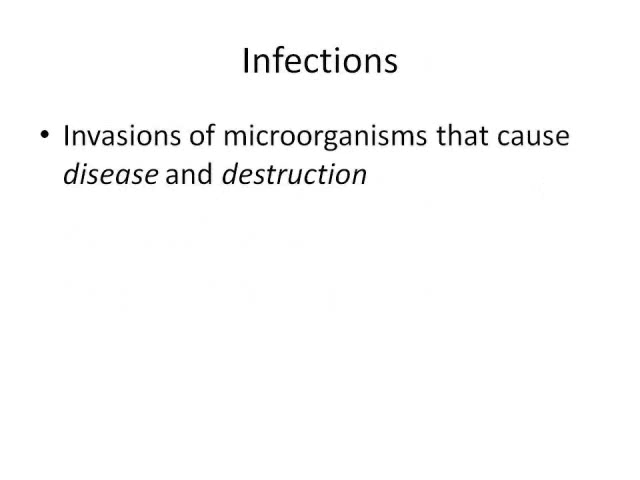 Infections
• Invasions of microorganisms that cause
disease and destruction